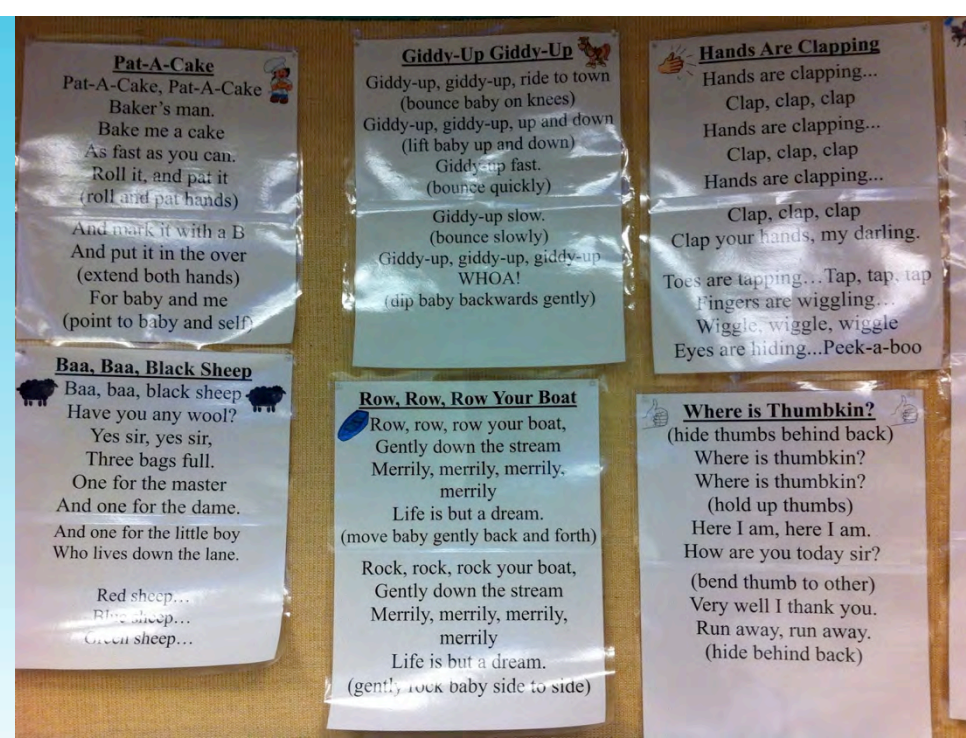 Pat-A-Cake
Pat-A-Cake, Pat-A-Cake
Baker's man.
Bake me a cake
As fast as you can.
Roll it, and pat it
(roll and pat hands)
And mark it with a B
And put it in the over
(extend both hands)
For baby and me
(point to baby and self)
Giddy-Up Giddy-Up
Giddy-up, giddy-up, ride to town
(bounce baby on knees)
Giddy-up, giddy-up, up and down
(lift baby up and down)
Giddy-up fast.
(bounce quickly)
Giddy-up slow.
(bounce slowly)
Giddy-up, giddy-up, giddy-up
WHOA!
(dip baby backwards gently)
Hands Are Clapping
Hands are clapping...
Clap, clap, clap
Hands are clapping...
Clap, clap, clap
Hands are clapping...
Clap, clap, clap
Clap your hands, my darling.
Toes are tapping...Tap, tap, tap
Fingers are wiggling...
Wiggle, wiggle, wiggle
Eyes are hiding...Peek-a-boo
Baa, Baa, Black Sheep
Baa, baa, black sheep
Have you any wool?
Yes sir, yes sir,
Three bags full.
One for the master
And one for the dame.
And one for the little boy
Who lives down the lane.
Red sheep...
Blue sheep...
Green sheep...
Row, Row, Row Your Boat
Row, row, row your boat,
Gently down the stream
Merrily, merrily, merrily,
merrily
Life is but a dream.
(move baby gently back and forth)
Rock, rock, rock your boat,
Gently down the stream
Merrily, merrily, merrily,
merrily
Life is but a dream.
(gently rock baby side to side)
Where is Thumbkin?
(hide thumbs behind back)
Where is thumbkin?
Where is thumbkin?
(hold up thumbs)
Here I am, here I am.
How are you today sir?
(bend thumb to other)
Very well I thank you.
Run away, run away.
(hide behind back)